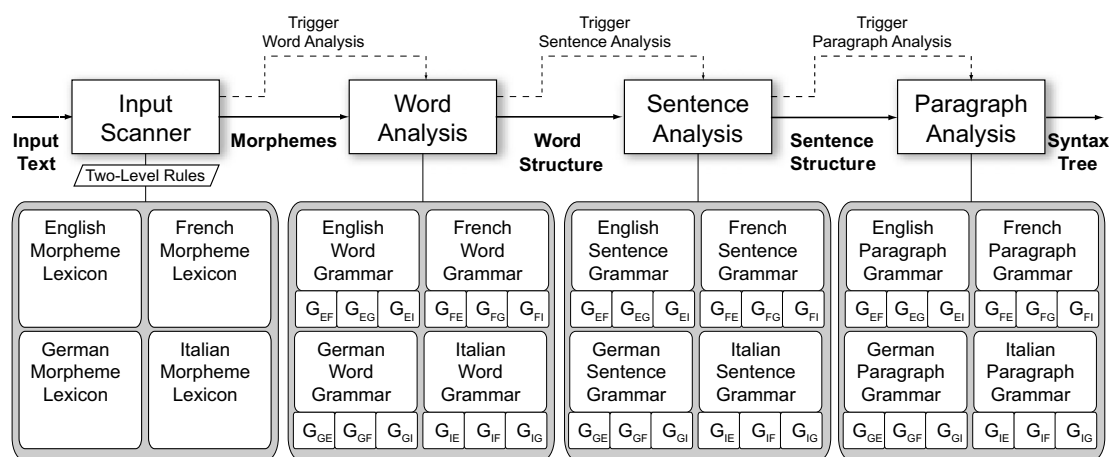 Trigger
Word Analysis
Trigger
Sentence Analysis
Trigger
Paragraph Analysis
Input
Text
Input
Scanner
Morphemes
Word
Analysis
Word
Structure
Sentence
Analysis
Sentence
Structure
Paragraph
Analysis
Syntax
Tree
Two-Level Rules
English
Morpheme
Lexicon
French
Morpheme
Lexicon
German
Morpheme
Lexicon
Italian
Morpheme
Lexicon
English
Word
Grammar
GEF GEG GEI
French
Word
Grammar
GFE GFG GFI
German
Word
Grammar
GGE GGF GGI
Italian
Word
Grammar
GIE GIF GIG
English
Sentence
Grammar
GEF GEG GEI
French
Sentence
Grammar
GFE GFG GFI
German
Sentence
Grammar
GGE GGF GGI
Italian
Sentence
Grammar
GIE GIF GIG
English
Paragraph
Grammar
GEF GEG GEI
French
Paragraph
Grammar
GFE GFG GFI
German
Paragraph
Grammar
GGE GGF GGI
Italian
Paragraph
Grammar
GIE GIF GIG